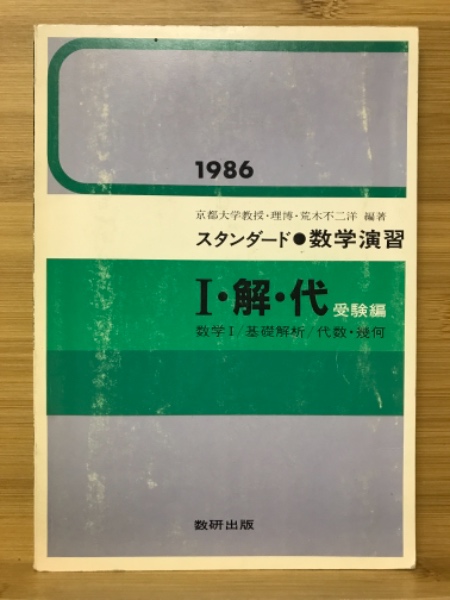 1986
京都大学教授・理博・荒木不二洋 編著
スタンダード●数学演習
I・解・代 受験編
数学I/基礎解析/代数・幾何
数研出版